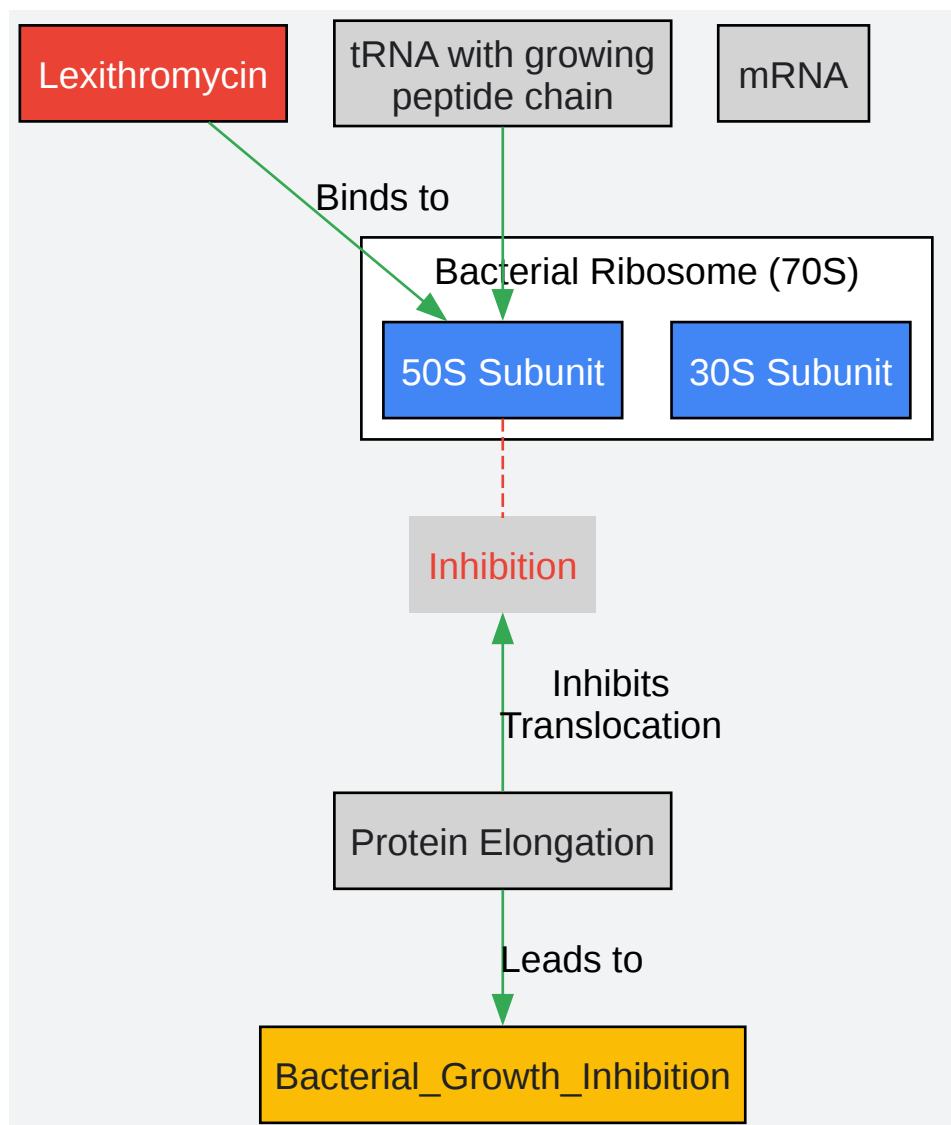 Lexithromycin
tRNA with growing
peptide chain
mRNA
Binds to
Bacterial Ribosome (70S)
50S Subunit
30S Subunit
Inhibition
Inhibits
Translocation
Protein Elongation
Leads to
Bacterial_Growth_Inhibition